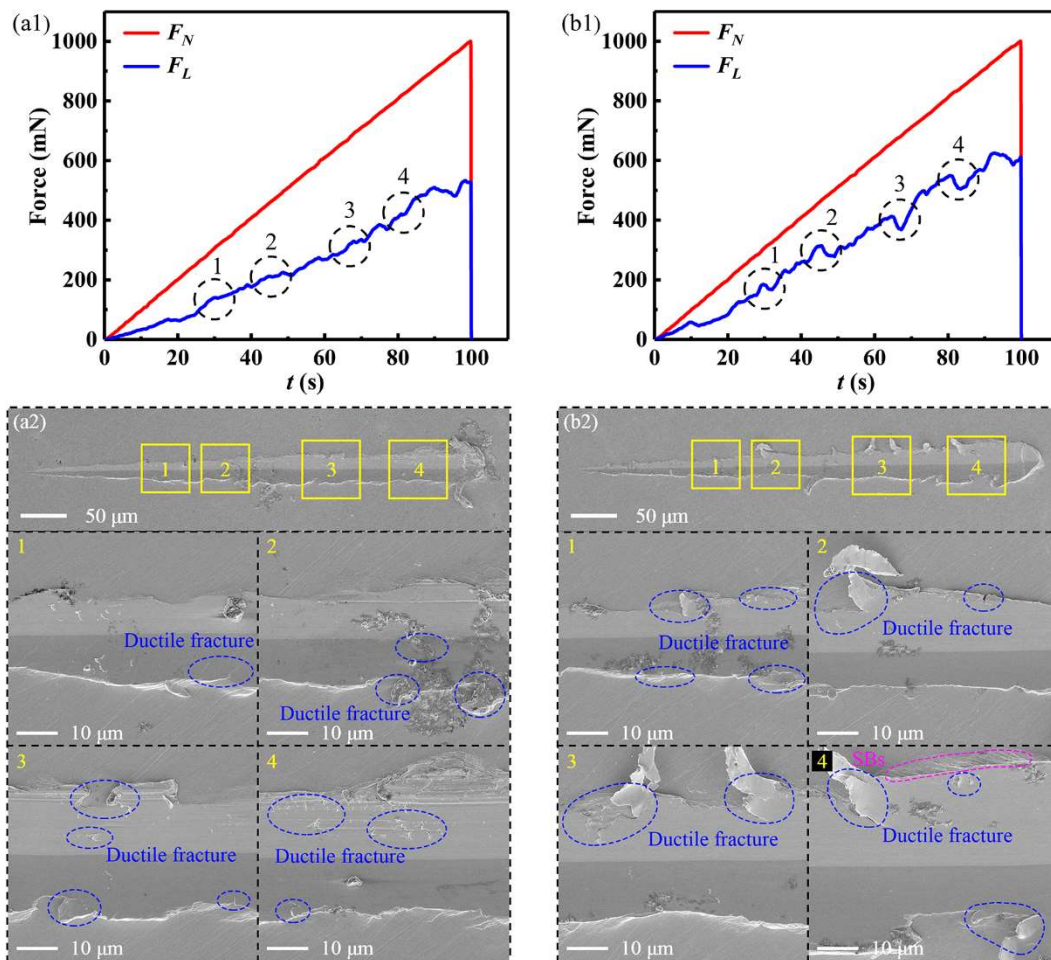 (a1)
1000
800
600
400
200
0
Force (mN)
F_N
F_L
1
2
3
4
0 20 40 60 80 100
t (s)
(b1)
1000
800
600
400
200
0
Force (mN)
F_N
F_L
1
2
3
4
0 20 40 60 80 100
t (s)
(a2)
1 2 3 4
50 μm
1
Ductile fracture
10 μm
2
Ductile fracture
10 μm
3
Ductile fracture
10 μm
4
Ductile fracture
10 μm
(b2)
1 2 3 4
50 μm
1
Ductile fracture
10 μm
2
Ductile fracture
10 μm
3
Ductile fracture
10 μm
4
SBs
Ductile fracture
10 μm